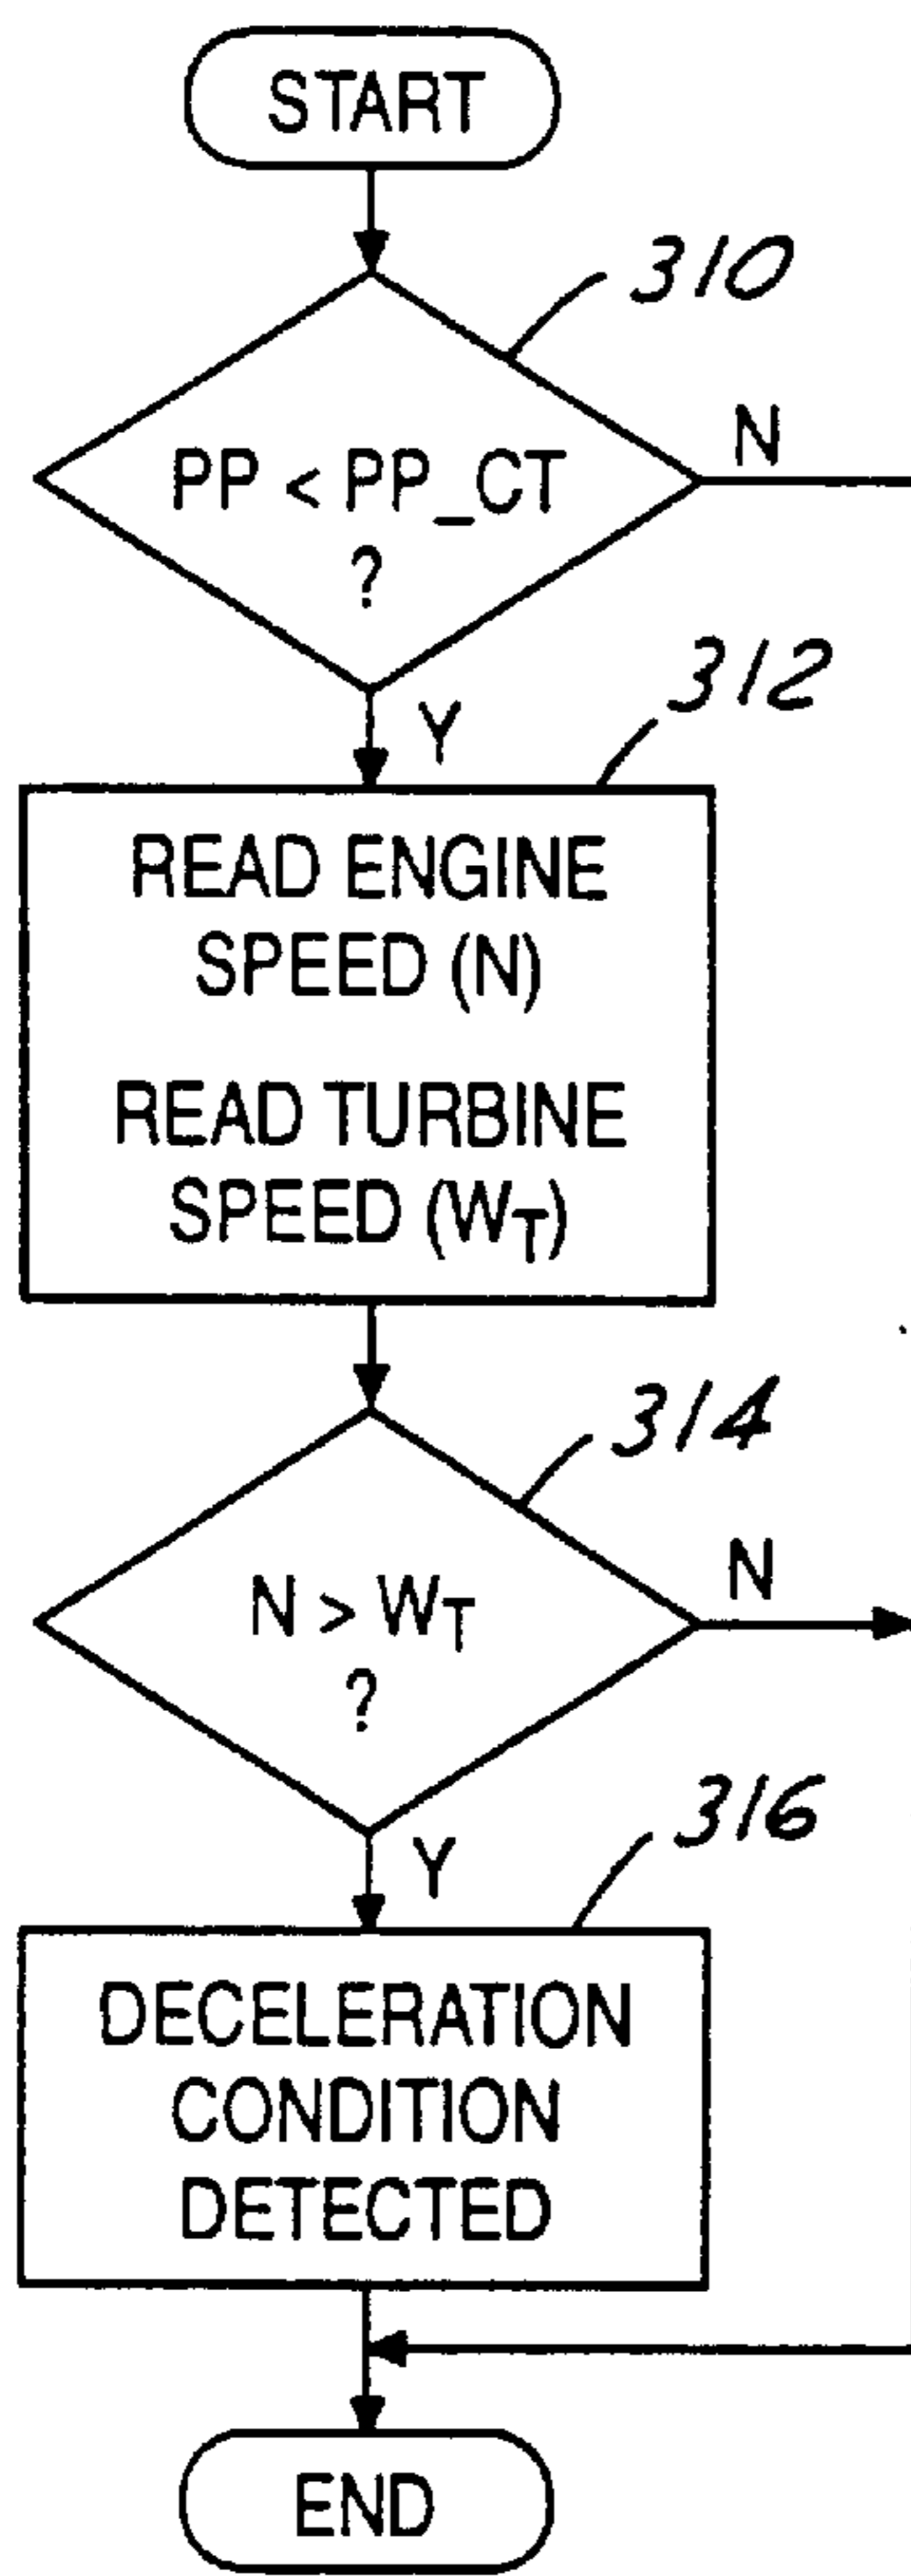 START
310
PP < PP_CT
?
N
Y
312
READ ENGINE
SPEED (N)
READ TURBINE
SPEED (WT)
314
N > WT
?
N
Y
316
DECELERATION
CONDITION
DETECTED
END